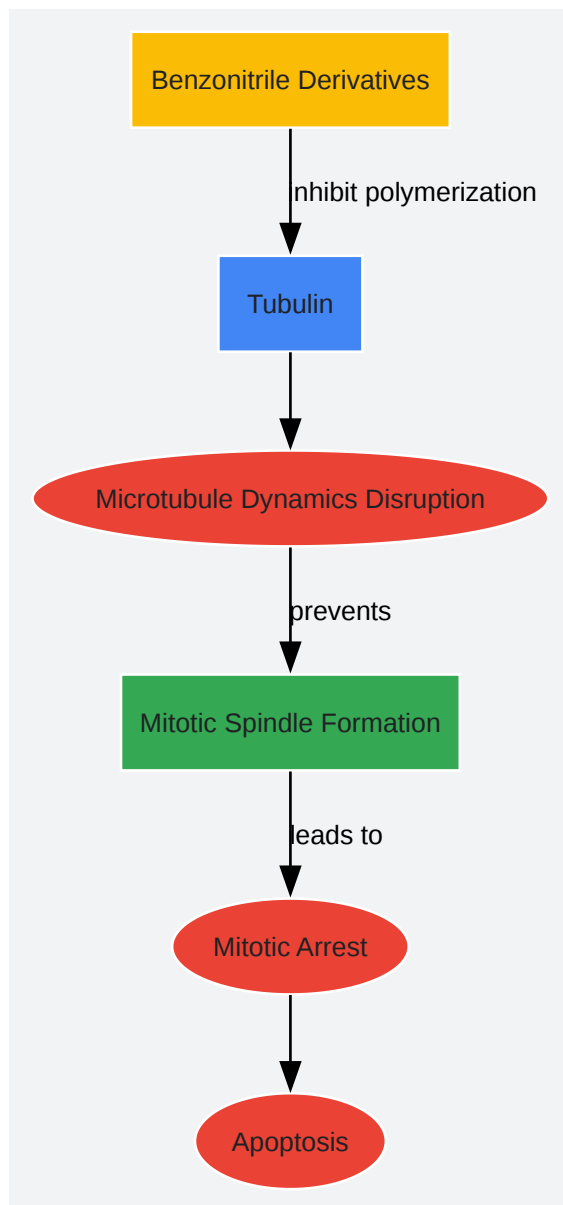 Benzonitrile Derivatives
inhibit polymerization
Tubulin
Microtubule Dynamics Disruption
prevents
Mitotic Spindle Formation
leads to
Mitotic Arrest
Apoptosis